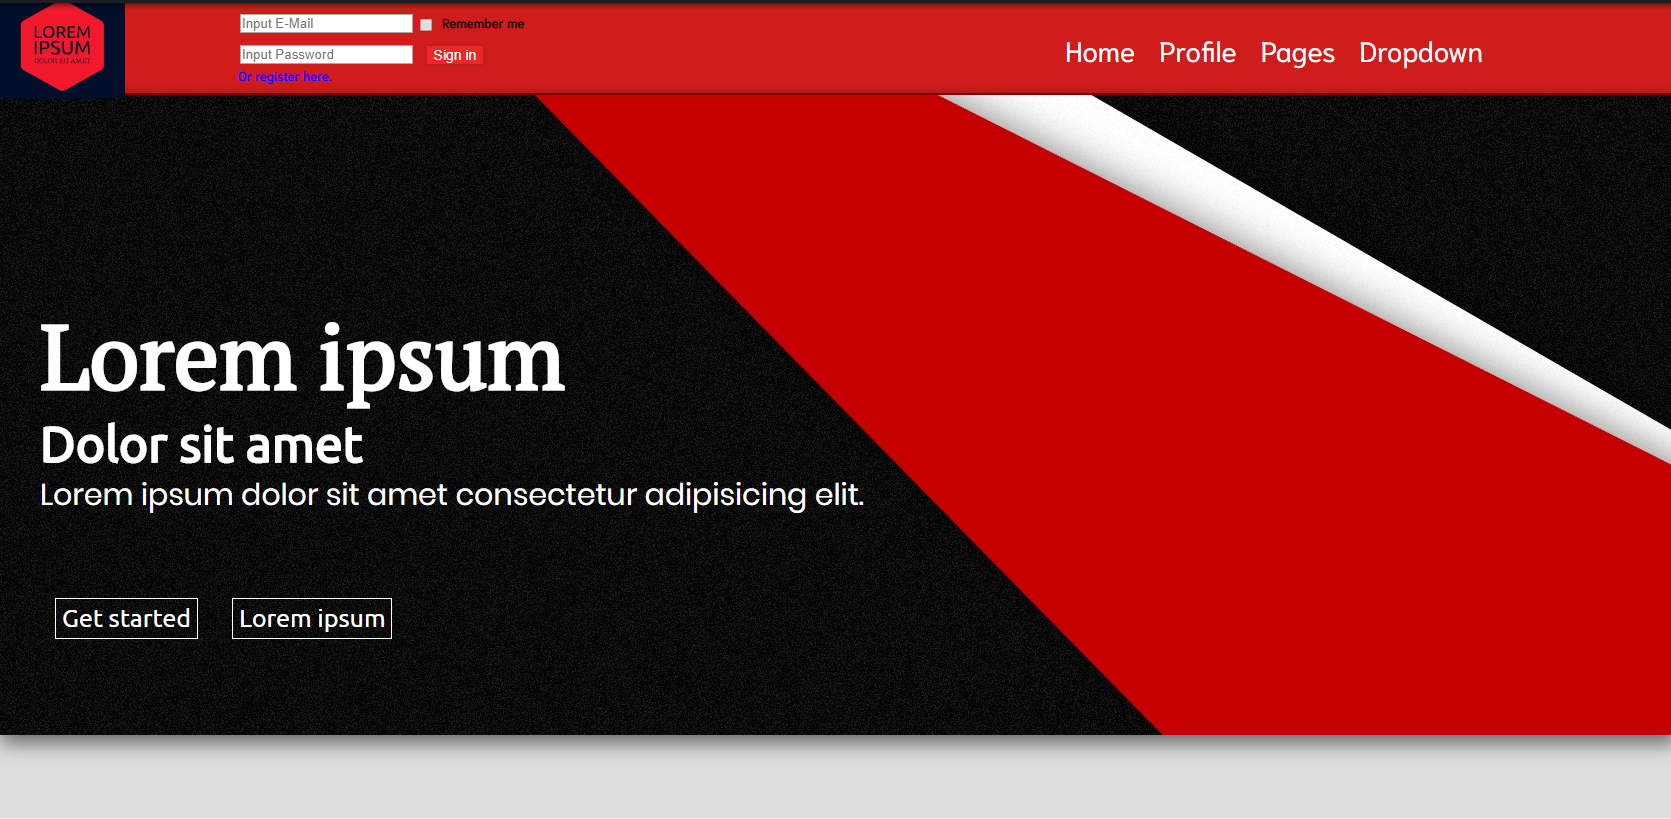 LOREM
IPSUM
DOLOR SIT AMET
Input E-Mail
Remember me
Input Password
Sign in
Or register here.
Home Profile Pages Dropdown
Lorem ipsum
Dolor sit amet
Lorem ipsum dolor sit amet consectetur adipisicing elit.
Get started
Lorem ipsum